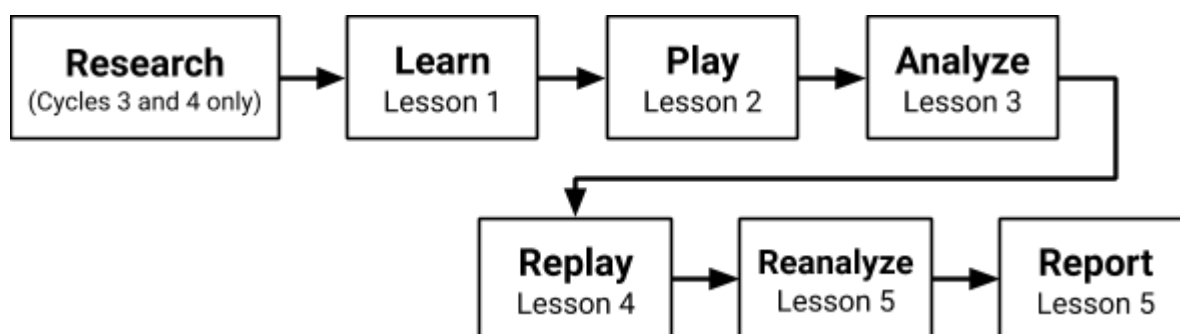 Research
(Cycles 3 and 4 only)
Learn
Lesson 1
Play
Lesson 2
Analyze
Lesson 3
Replay
Lesson 4
Reanalyze
Lesson 5
Report
Lesson 5